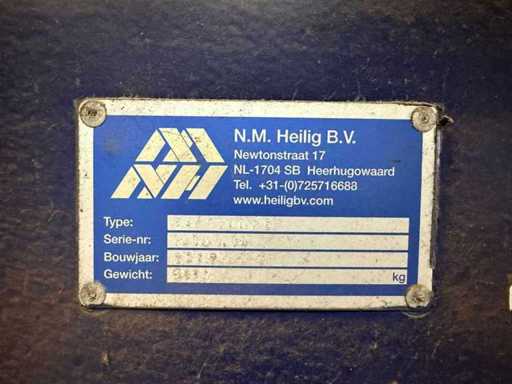 N.M. Heilig B.V.
Newtonstraat 17
NL-1704 SB Heerhugowaard
Tel. +31-(0)725716688
www.heiligbv.com
Type:
Serie-nr:
Bouwjaar:
Gewicht: kg